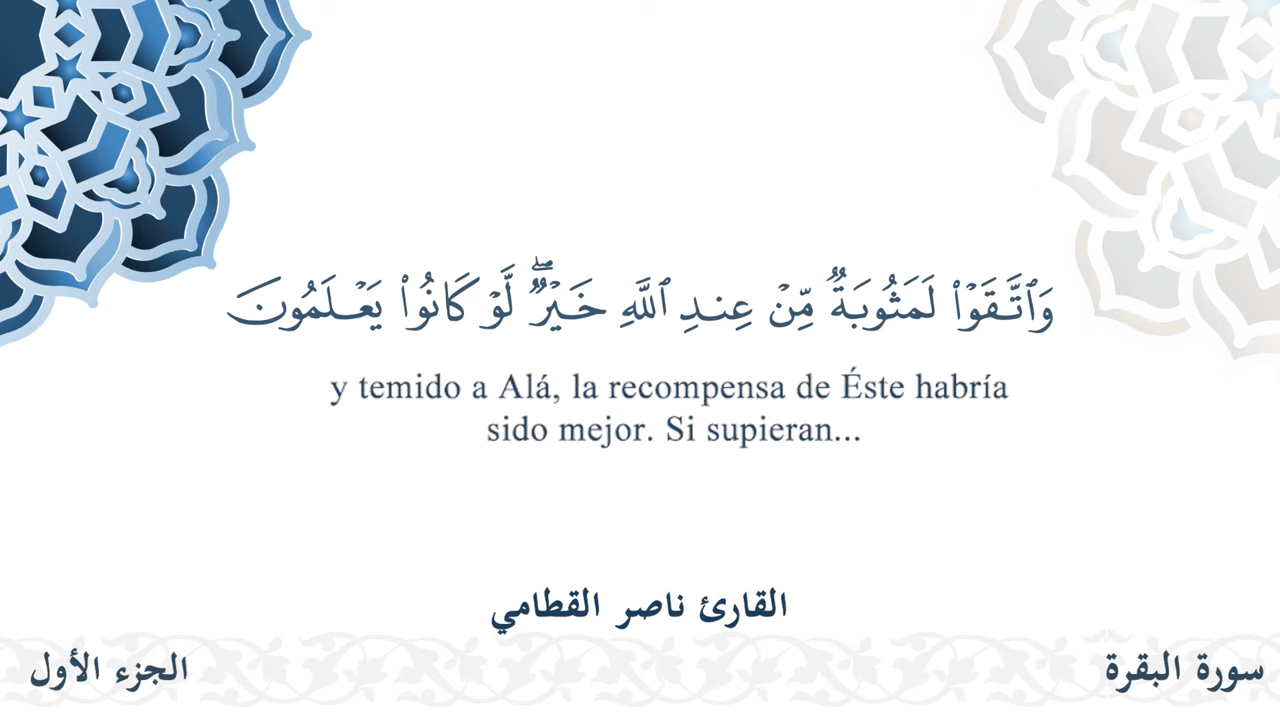 وَٱتَّقَوْا۟ لَمَثُوبَةٌ مِّنْ عِندِ ٱللَّهِ خَيْرٌ ۖ لَّوْ كَانُوا۟ يَعْلَمُونَ
y temido a Alá, la recompensa de Éste habría
sido mejor. Si supieran...
القارئ ناصر القطامي
سورة البقرة
الجزء الأول